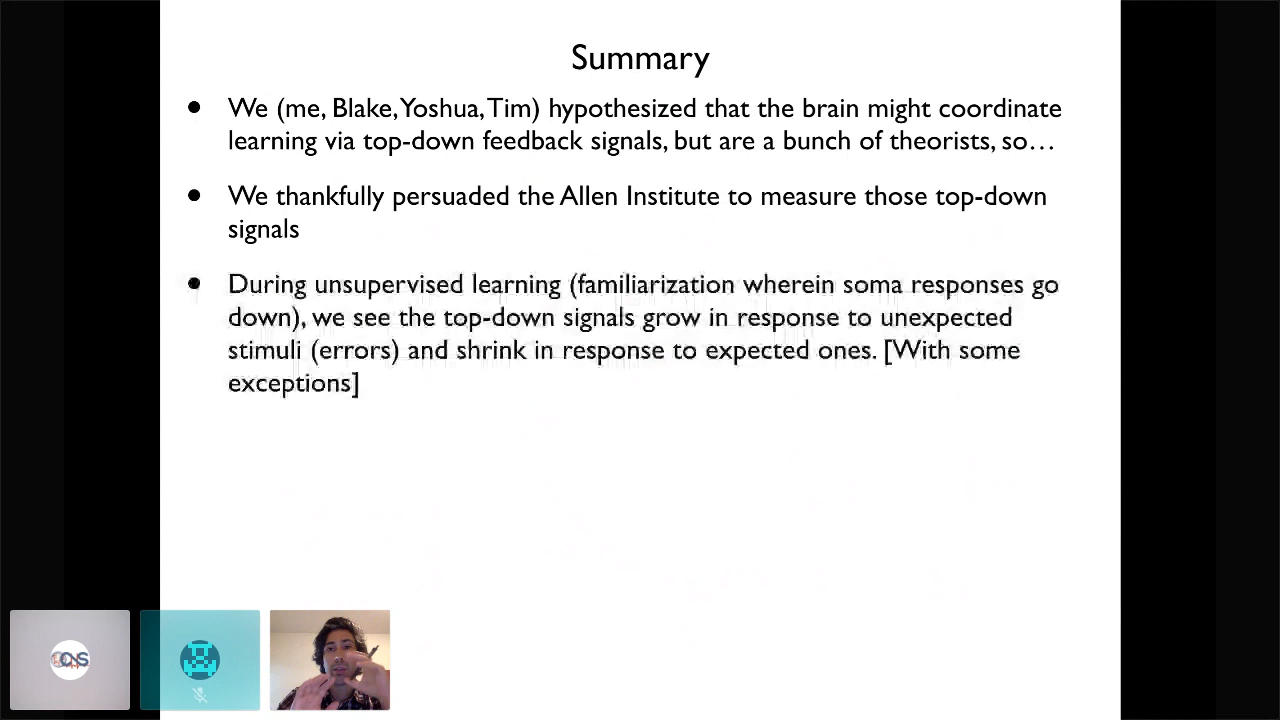 Summary
• We (me, Blake, Yoshua, Tim) hypothesized that the brain might coordinate
learning via top-down feedback signals, but are a bunch of theorists, so…
• We thankfully persuaded the Allen Institute to measure those top-down
signals
• During unsupervised learning (familiarization wherein soma responses go
down), we see the top-down signals grow in response to unexpected
stimuli (errors) and shrink in response to expected ones. [With some
exceptions]